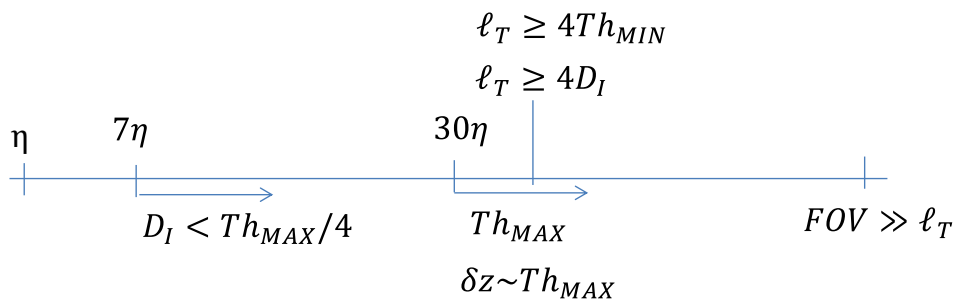 ℓ_T ≥ 4Th_MIN
ℓ_T ≥ 4D_I
η
7η
30η
D_I < Th_MAX/4
Th_MAX
FOV ≫ ℓ_T
δz~Th_MAX